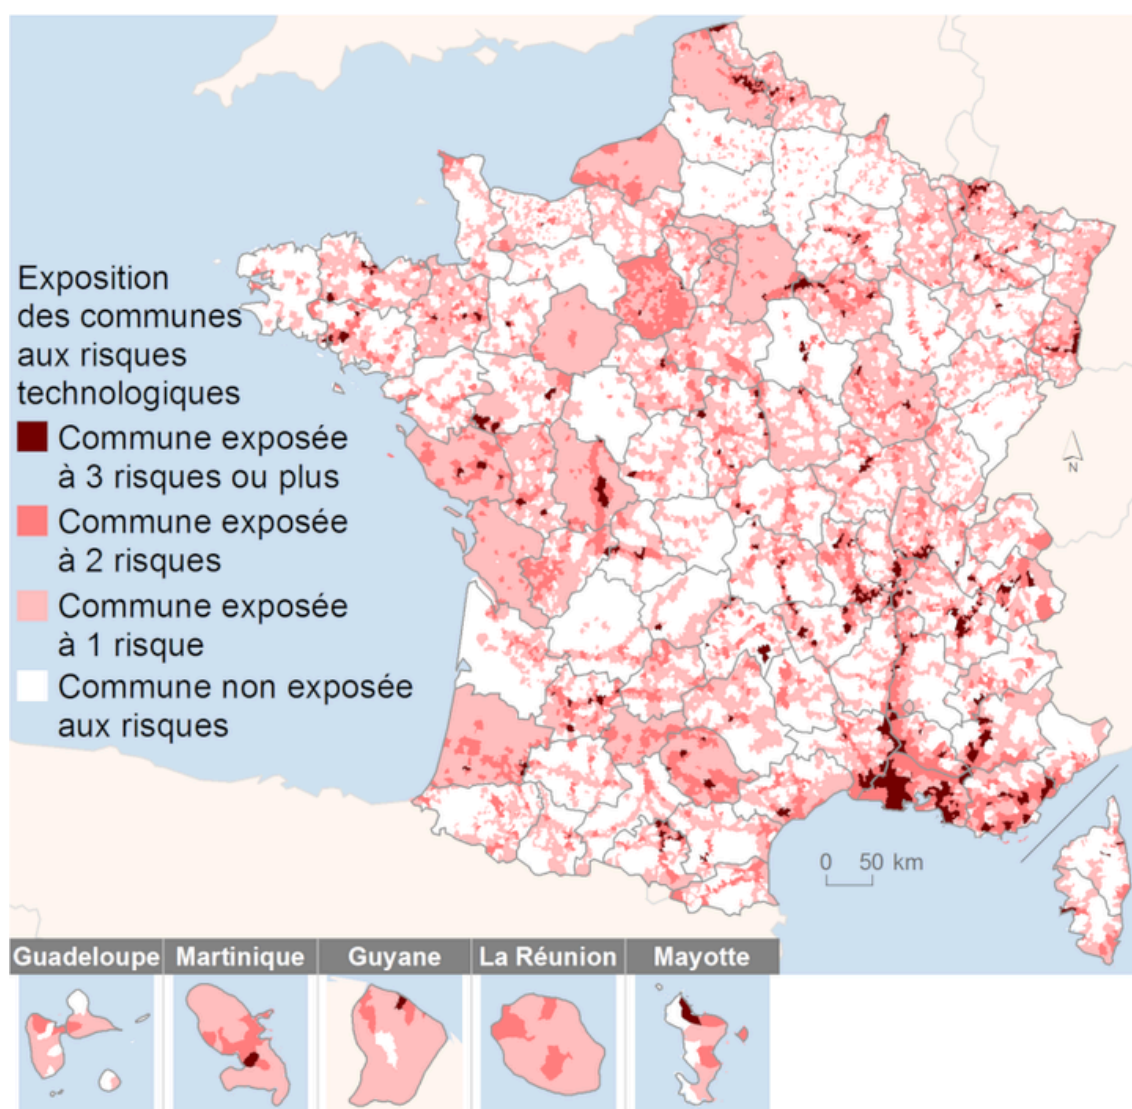 Exposition
des communes
aux risques
technologiques
Commune exposée
à 3 risques ou plus
Commune exposée
à 2 risques
Commune exposée
à 1 risque
Commune non exposée
aux risques
N
0 50 km
Guadeloupe Martinique Guyane La Réunion Mayotte